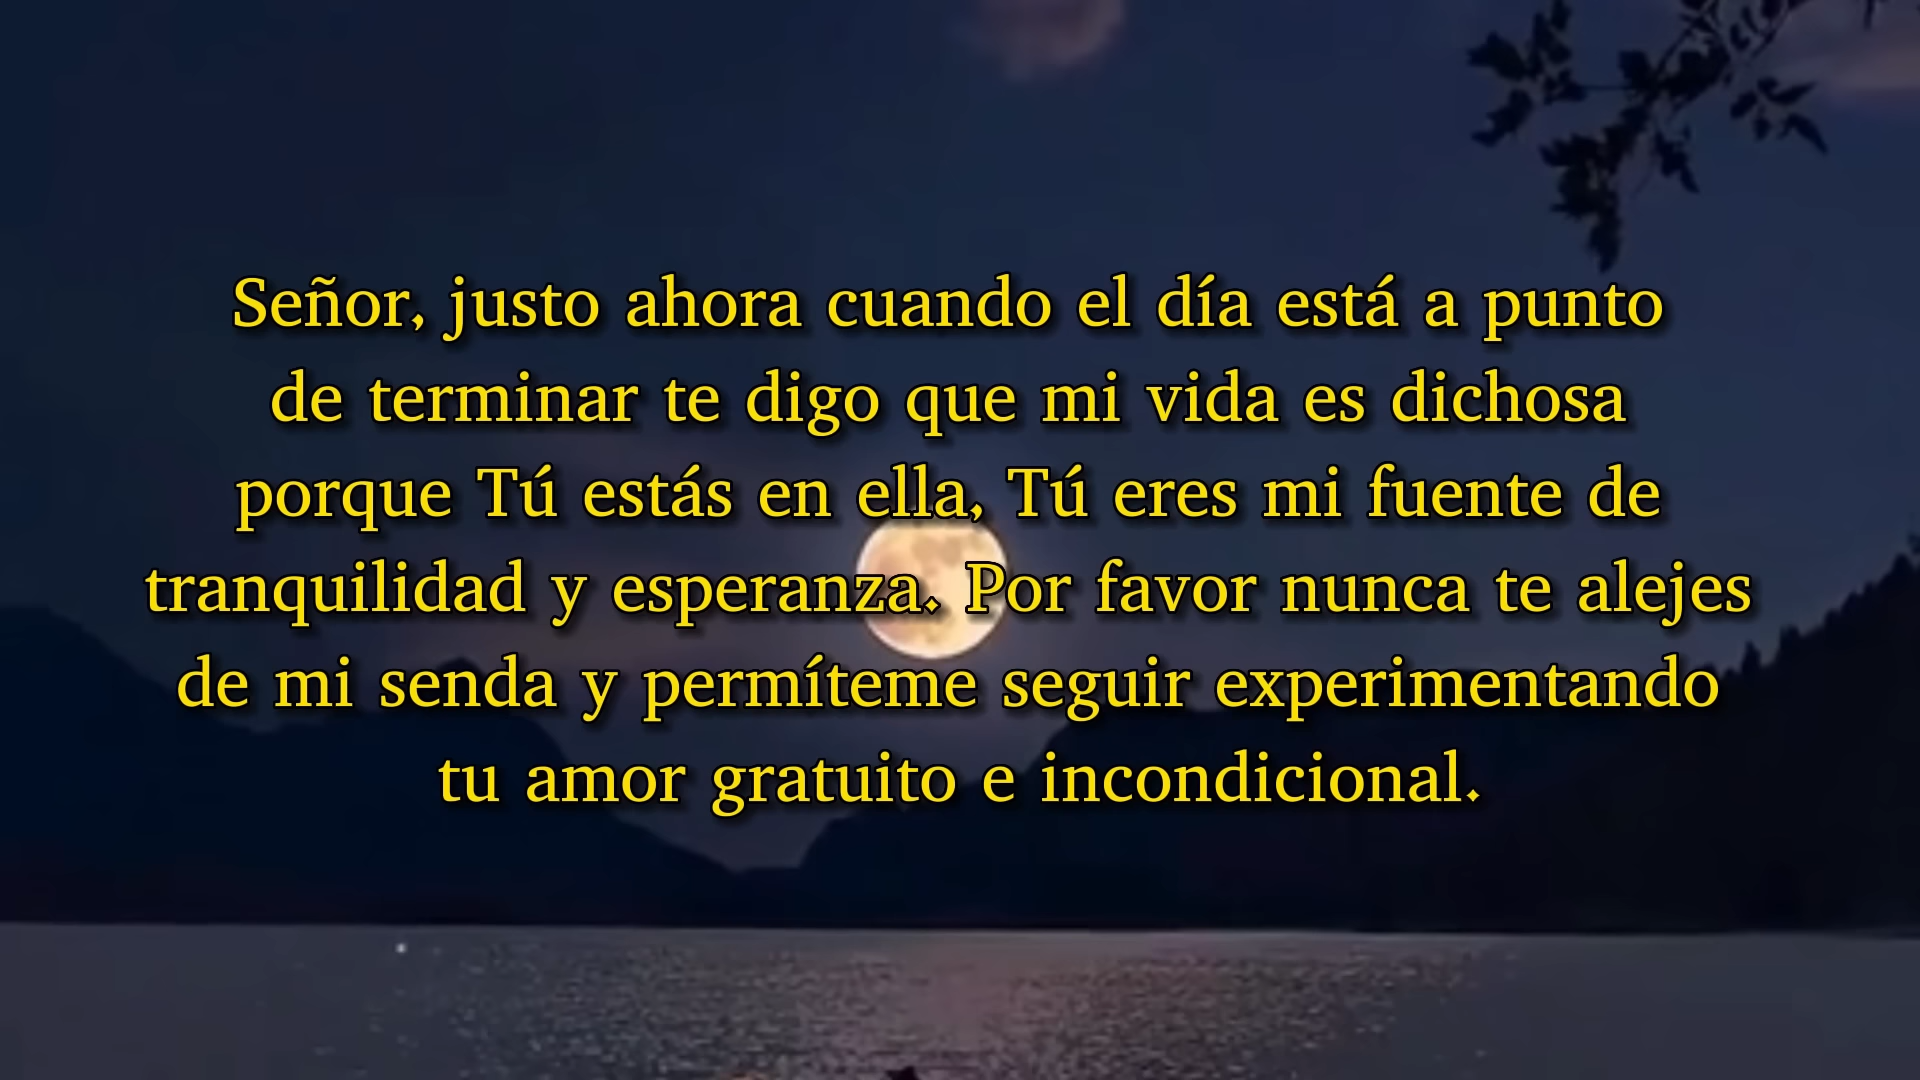 Señor, justo ahora cuando el día está a punto
de terminar te digo que mi vida es dichosa
porque Tú estás en ella, Tú eres mi fuente de
tranquilidad y esperanza. Por favor nunca te alejes
de mi senda y permíteme seguir experimentando
tu amor gratuito e incondicional.